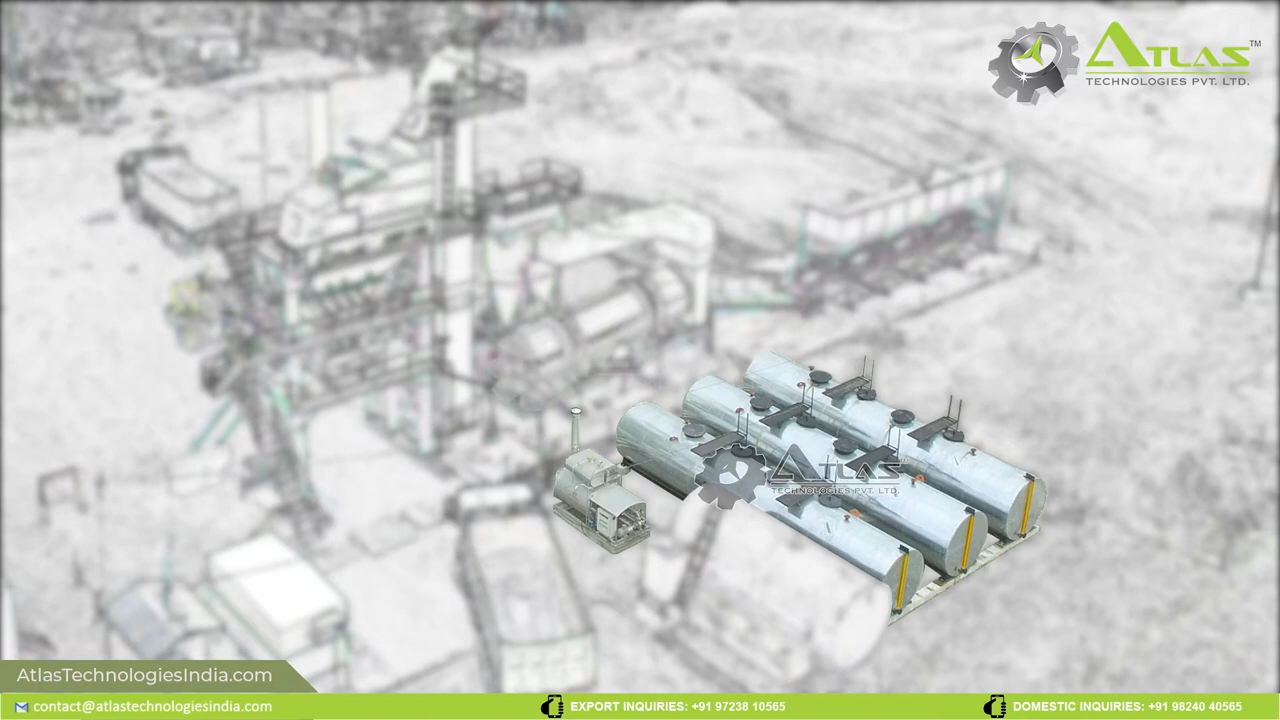 ATLAS TM
TECHNOLOGIES PVT. LTD.
ATLAS
TECHNOLOGIES PVT. LTD.
AtlasTechnologiesIndia.com
contact@atlastechnologiesindia.com
EXPORT INQUIRIES: +91 97238 10565
DOMESTIC INQUIRIES: +91 98240 40565